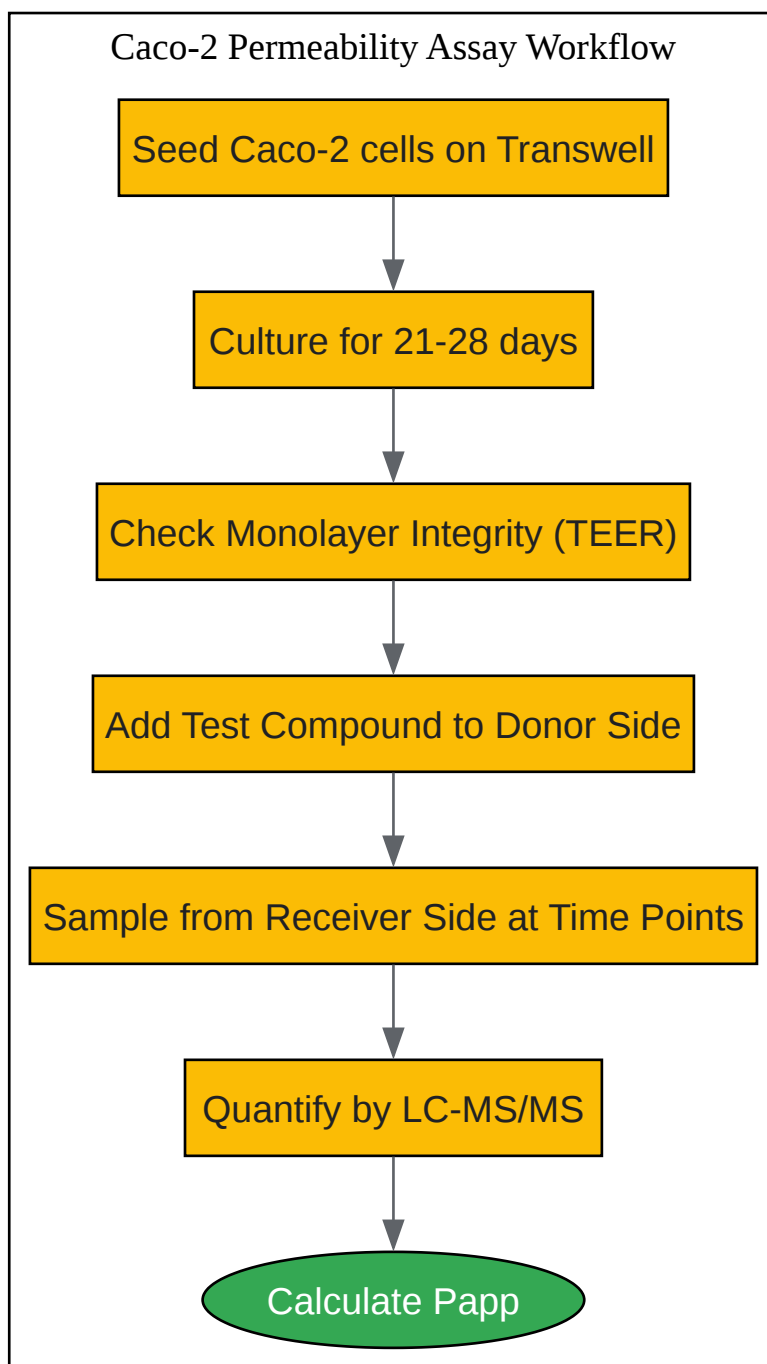 Caco-2 Permeability Assay Workflow
Seed Caco-2 cells on Transwell
Culture for 21-28 days
Check Monolayer Integrity (TEER)
Add Test Compound to Donor Side
Sample from Receiver Side at Time Points
Quantify by LC-MS/MS
Calculate Papp